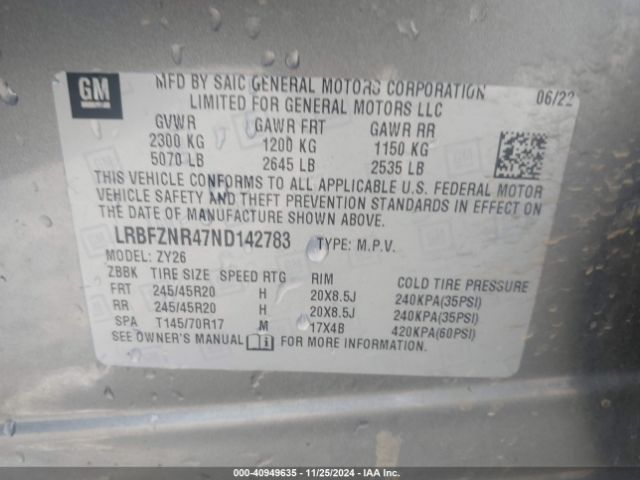 GM
MFD BY SAIC GENERAL MOTORS CORPORATION
LIMITED FOR GENERAL MOTORS LLC
06/22
GVWR GAWR FRT GAWR RR
2300 KG 1200 KG 1150 KG
5070 LB 2645 LB 2535 LB
THIS VEHICLE CONFORMS TO ALL APPLICABLE U.S. FEDERAL MOTOR
VEHICLE SAFETY AND THEFT PREVENTION STANDARDS IN EFFECT ON
THE DATE OF MANUFACTURE SHOWN ABOVE.
LRBFZNR47ND142783 TYPE: M.P.V.
MODEL: ZY26
ZBBK TIRE SIZE SPEED RTG RIM COLD TIRE PRESSURE
FRT 245/45R20 H 20X8.5J 240KPA(35PSI)
RR 245/45R20 H 20X8.5J 240KPA(35PSI)
SPA T145/70R17 M 17X4B 420KPA(60PSI)
SEE OWNER'S MANUAL FOR MORE INFORMATION.
000-40949635 - 11/25/2024 - IAA Inc.